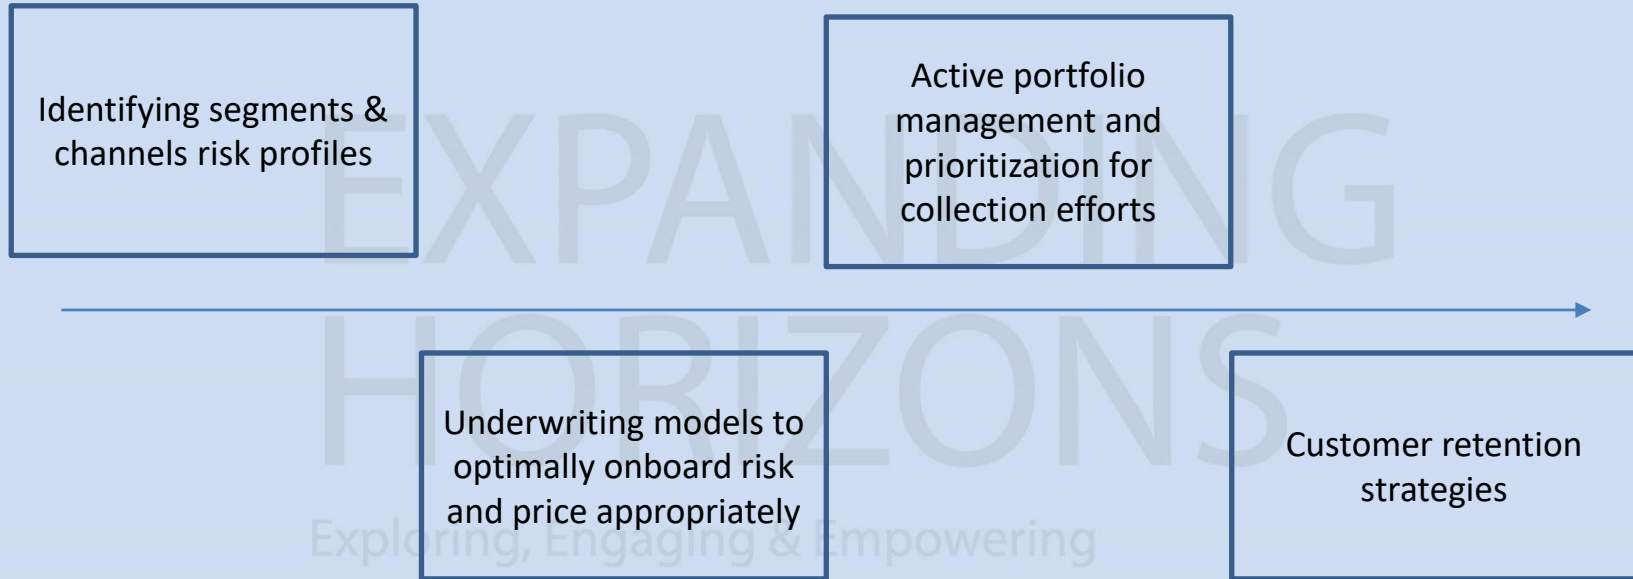 Identifying segments &
channels risk profiles
Active portfolio
management and
prioritization for
collection efforts
EXPANDING
HORIZONS
Underwriting models to
optimally onboard risk
and price appropriately
Customer retention
strategies
Exploring, Engaging & Empowering